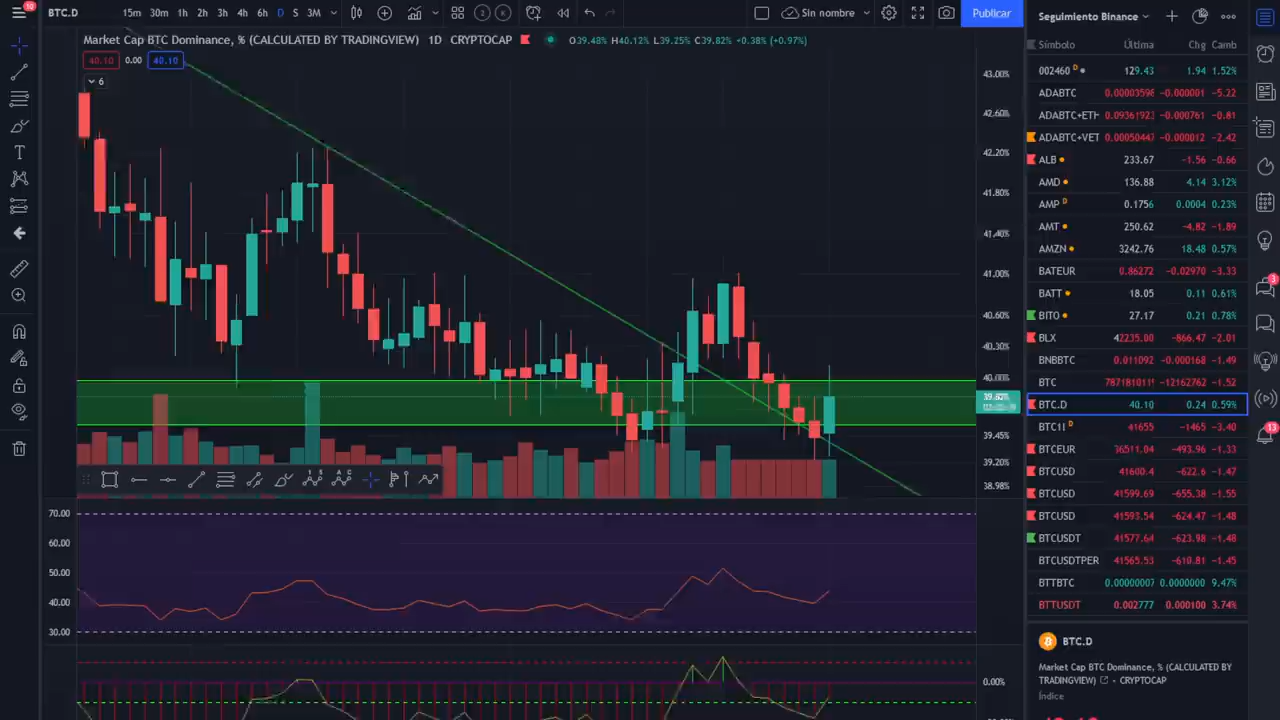 10
BTC.D 15m 30m 1h 2h 3h 4h 6h D S 3M 2 K Sin nombre Publicar
Market Cap BTC Dominance, % (CALCULATED BY TRADINGVIEW) 1D CRYPTOCAP O39.48% H40.12% L39.25% C39.82% +0.38% (+0.97%)
40.10 0.00 40.10
6
43.00%
42.60%
42.20%
41.80%
41.40%
41.00%
40.60%
40.30%
40.00%
39.82%
39.45%
39.20%
38.98%
70.00
60.00
50.00
40.00
30.00
0.00%
Seguimiento Binance
Símbolo Última Chg Camb
002460 D 129.43 1.94 1.52%
ADABTC 0.00003598 -0.000001 -5.22
ADABTC+ETH 0.09361923 -0.000761 -0.81
ADABTC+VET 0.00050447 -0.000012 -2.42
ALB 233.67 -1.56 -0.66
AMD 136.88 4.14 3.12%
AMP D 0.1756 0.0004 0.23%
AMT 250.62 -4.82 -1.89
AMZN 3242.76 18.48 0.57%
BATEUR 0.86272 -0.02970 -3.33
BATT 18.05 0.11 0.61%
BITO 27.17 0.21 0.78%
BLX 42235.00 -866.47 -2.01
BNBBTC 0.011092 -0.000168 -1.49
BTC -12162762 -1.52
BTC.D 40.10 0.24 0.59%
BTC1! D 41655 -1465 -3.40
BTCEUR 36511.04 -493.96 -1.33
BTCUSD 41600.4 -622.6 -1.47
BTCUSD 41599.69 -655.38 -1.55
BTCUSD 41593.54 -624.47 -1.48
BTCUSDT 41577.64 -623.98 -1.48
BTCUSDTPER 41565.53 -610.81 -1.45
BTTBTC 0.00000007 0.0000000 9.47%
BTTUSDT 0.002777 0.000100 3.74%
BTC.D
Market Cap BTC Dominance, % (CALCULATED BY
TRADINGVIEW) - CRYPTOCAP
Índice
3
13